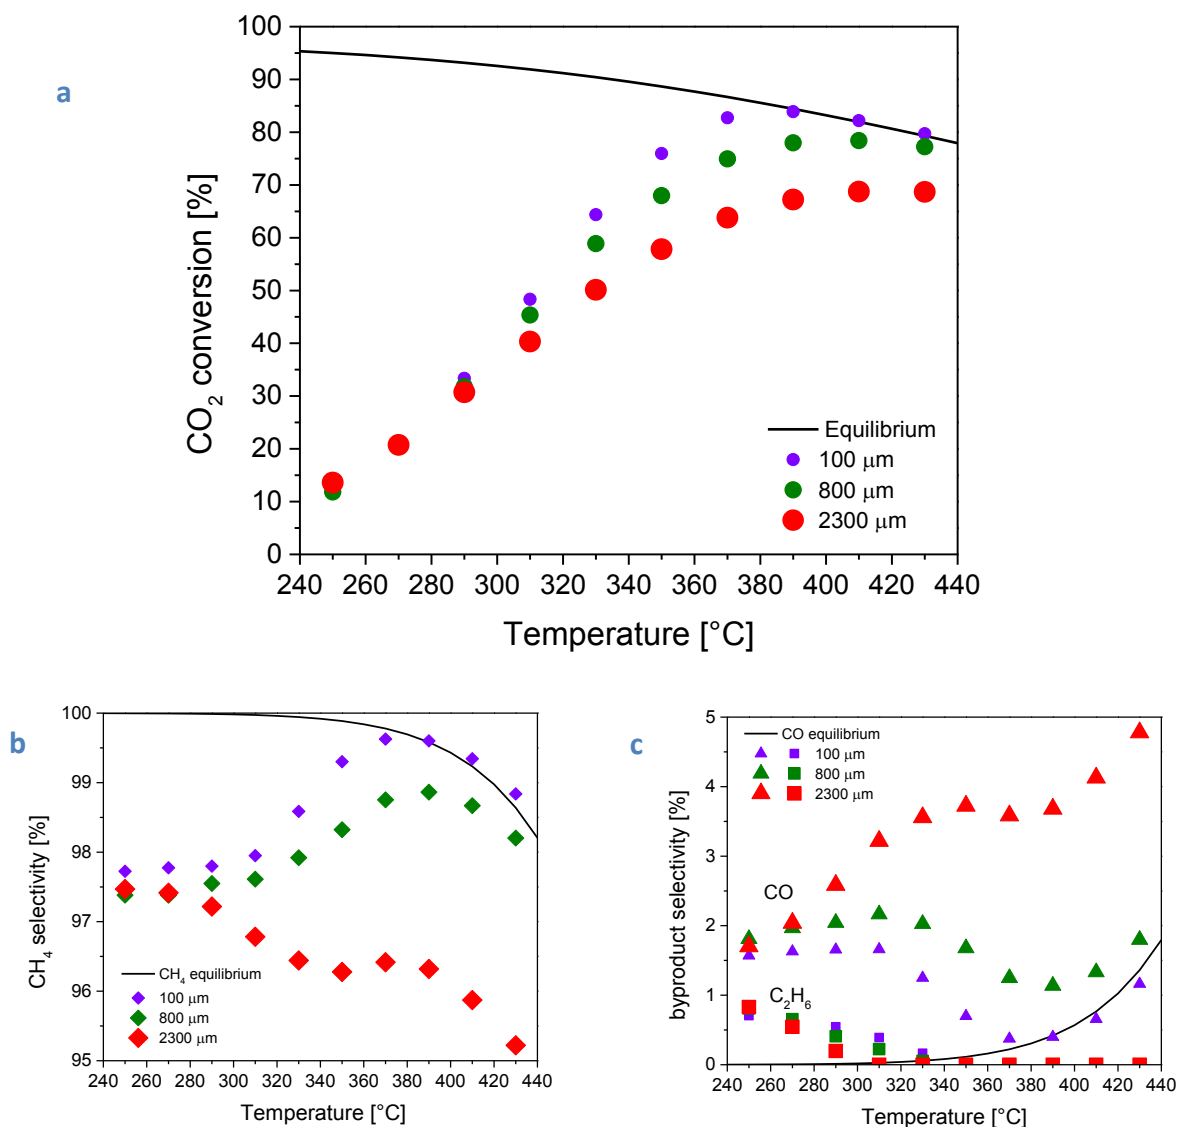 a
CO2 conversion [%]
100
90
80
70
60
50
40
30
20
10
0
Equilibrium
100 µm
800 µm
2300 µm
240 260 280 300 320 340 360 380 400 420 440
Temperature [°C]
b
CH4 selectivity [%]
100
99
98
97
96
95
CH4 equilibrium
100 µm
800 µm
2300 µm
240 260 280 300 320 340 360 380 400 420 440
Temperature [°C]
c
byproduct selectivity [%]
5
4
3
2
1
0
CO equilibrium
100 µm
800 µm
2300 µm
CO
C2H6
240 260 280 300 320 340 360 380 400 420 440
Temperature [°C]